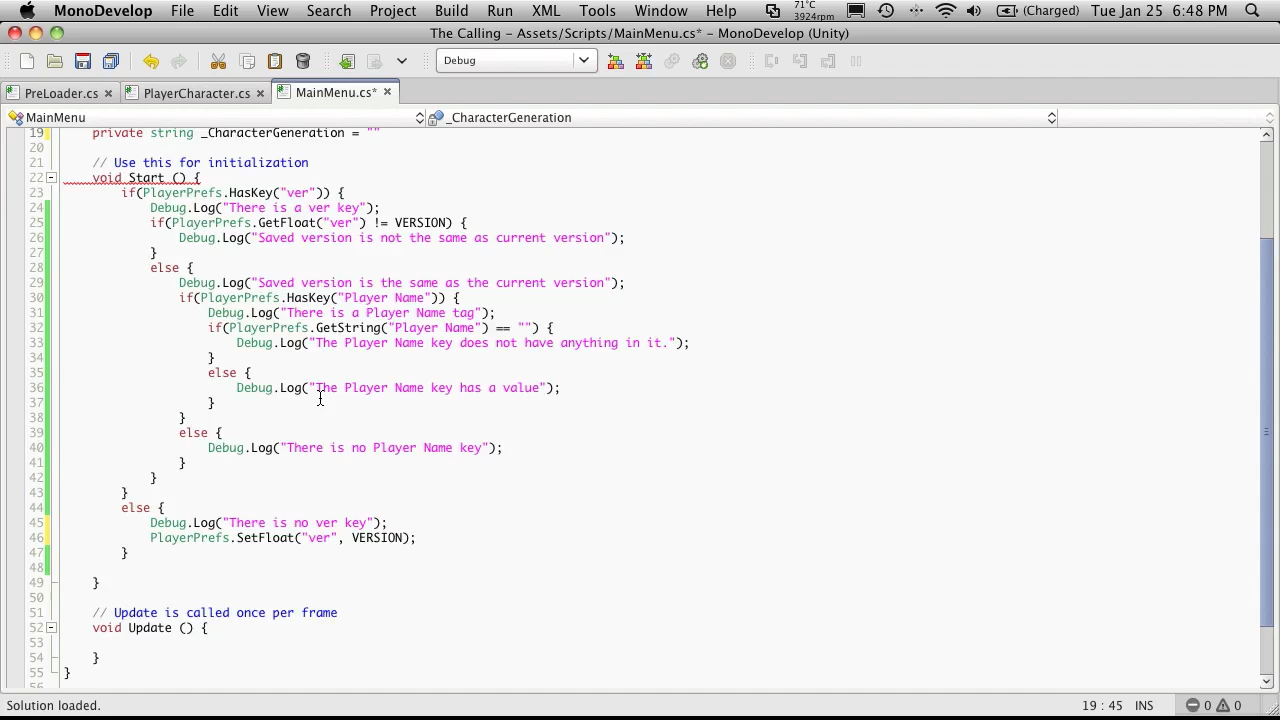 MonoDevelop File Edit View Search Project Run XML Tools Window Help 71°C 3924rpm (Charged) Tue Jan 25 6:48 PM
The Calling – Assets/Scripts/MainMenu.cs* – MonoDevelop (Unity)
Debug
PreLoader.cs PlayerCharacter.cs MainMenu.cs*
MainMenu _CharacterGeneration
19 private string _CharacterGeneration = ""
20
21 // Use this for initialization
22 void Start () {
23 if(PlayerPrefs.HasKey("ver")) {
24 Debug.Log("There is a ver key");
25 if(PlayerPrefs.GetFloat("ver") != VERSION) {
26 Debug.Log("Saved version is not the same as current version");
27 }
28 else {
29 Debug.Log("Saved version is the same as the current version");
30 if(PlayerPrefs.HasKey("Player Name")) {
31 Debug.Log("There is a Player Name tag");
32 if(PlayerPrefs.GetString("Player Name") == "") {
33 Debug.Log("The Player Name key does not have anything in it.");
34 }
35 else {
36 Debug.Log("The Player Name key has a value");
37 }
38 }
39 else {
40 Debug.Log("There is no Player Name key");
41 }
42 }
43 }
44 else {
45 Debug.Log("There is no ver key");
46 PlayerPrefs.SetFloat("ver", VERSION);
47 }
48
49 }
50
51 // Update is called once per frame
52 void Update () {
53
54 }
55 }
56
Solution loaded. 19 : 45 INS 0 0